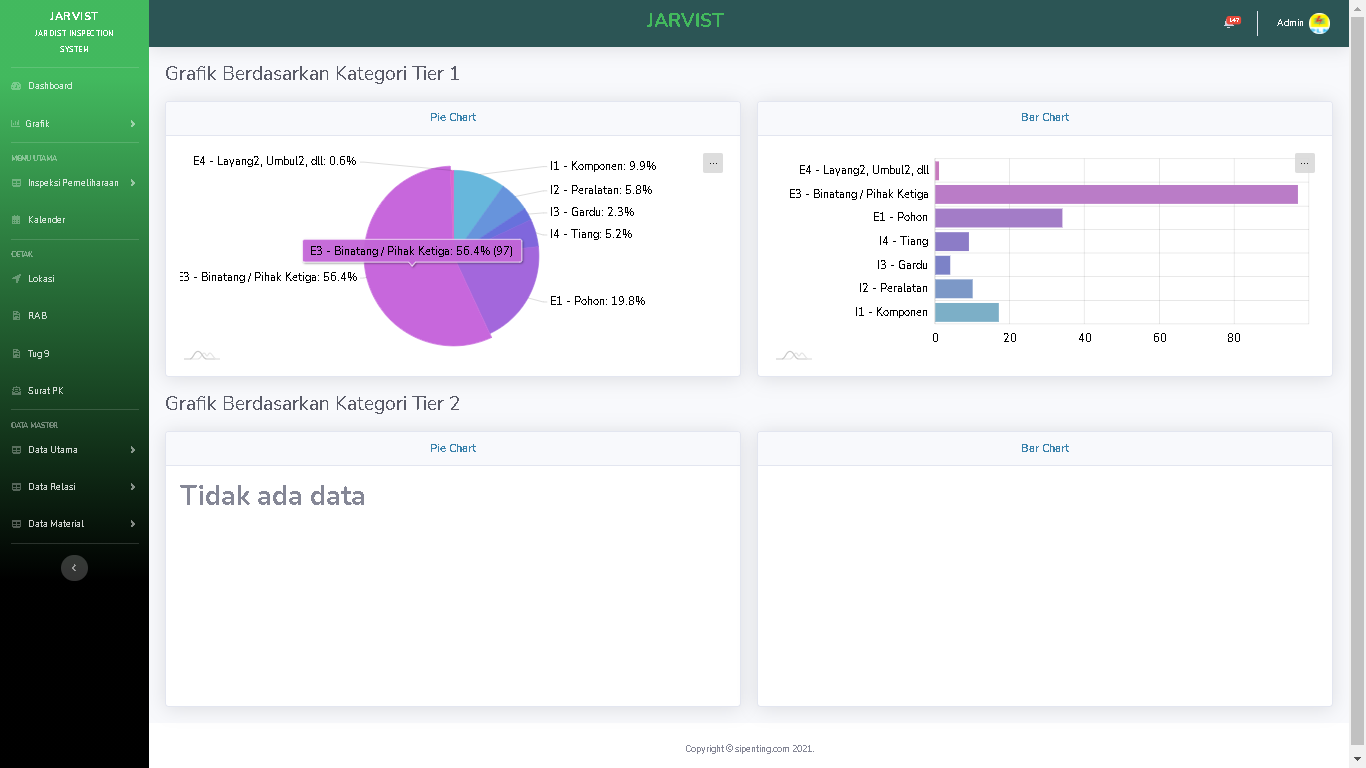 JARVIST
JARDIST INSPECTION
SYSTEM
Dashboard
Grafik
MENU UTAMA
Inspeksi Pemeliharaan
Kalender
CETAK
Lokasi
RAB
Tug 9
Surat PK
DATA MASTER
Data Utama
Data Relasi
Data Material
JARVIST
147
Admin
Grafik Berdasarkan Kategori Tier 1
Pie Chart
E4 - Layang2, Umbul2, dll: 0.6%
I1 - Komponen: 9.9%
I2 - Peralatan: 5.8%
I3 - Gardu: 2.3%
I4 - Tiang: 5.2%
E3 - Binatang / Pihak Ketiga: 56.4% (97)
E3 - Binatang / Pihak Ketiga: 56.4%
E1 - Pohon: 19.8%
...
Bar Chart
...
E4 - Layang2, Umbul2, dll
E3 - Binatang / Pihak Ketiga
E1 - Pohon
I4 - Tiang
I3 - Gardu
I2 - Peralatan
I1 - Komponen
0 20 40 60 80
Grafik Berdasarkan Kategori Tier 2
Pie Chart
Tidak ada data
Bar Chart
Copyright © sipenting.com 2021.